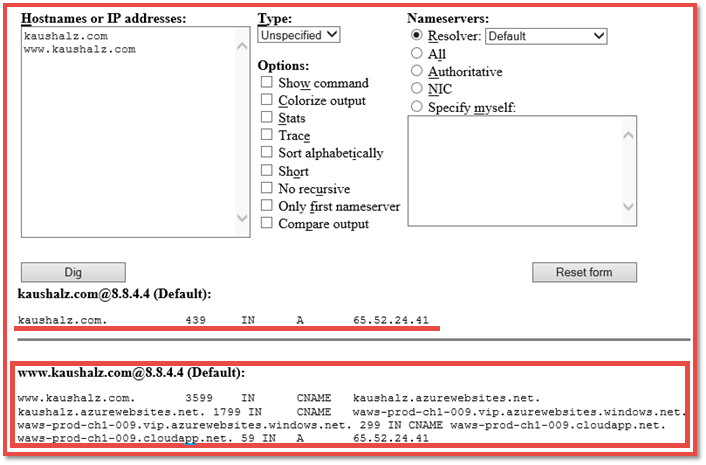 Hostnames or IP addresses:
kaushalz.com
www.kaushalz.com
Type:
Unspecified
Options:
Show command
Colorize output
Stats
Trace
Sort alphabetically
Short
No recursive
Only first nameserver
Compare output
Nameservers:
Resolver: Default
All
Authoritative
NIC
Specify myself:
Dig
Reset form
kaushalz.com@8.8.4.4 (Default):
kaushalz.com. 439 IN A 65.52.24.41
www.kaushalz.com@8.8.4.4 (Default):
www.kaushalz.com. 3599 IN CNAME kaushalz.azurewebsites.net.
kaushalz.azurewebsites.net. 1799 IN CNAME waws-prod-ch1-009.vip.azurewebsites.windows.net.
waws-prod-ch1-009.vip.azurewebsites.windows.net. 299 IN CNAME waws-prod-ch1-009.cloudapp.net.
waws-prod-ch1-009.cloudapp.net. 59 IN A 65.52.24.41